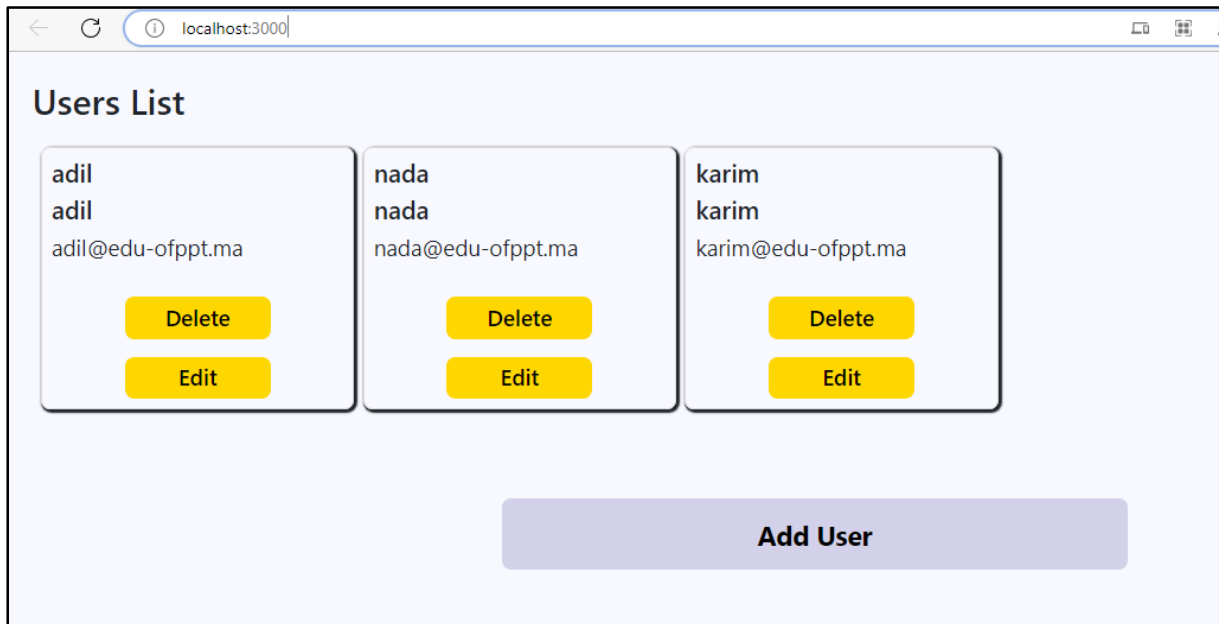 localhost:3000
Users List
adil
adil
adil@edu-ofppt.ma
Delete
Edit
nada
nada
nada@edu-ofppt.ma
Delete
Edit
karim
karim
karim@edu-ofppt.ma
Delete
Edit
Add User